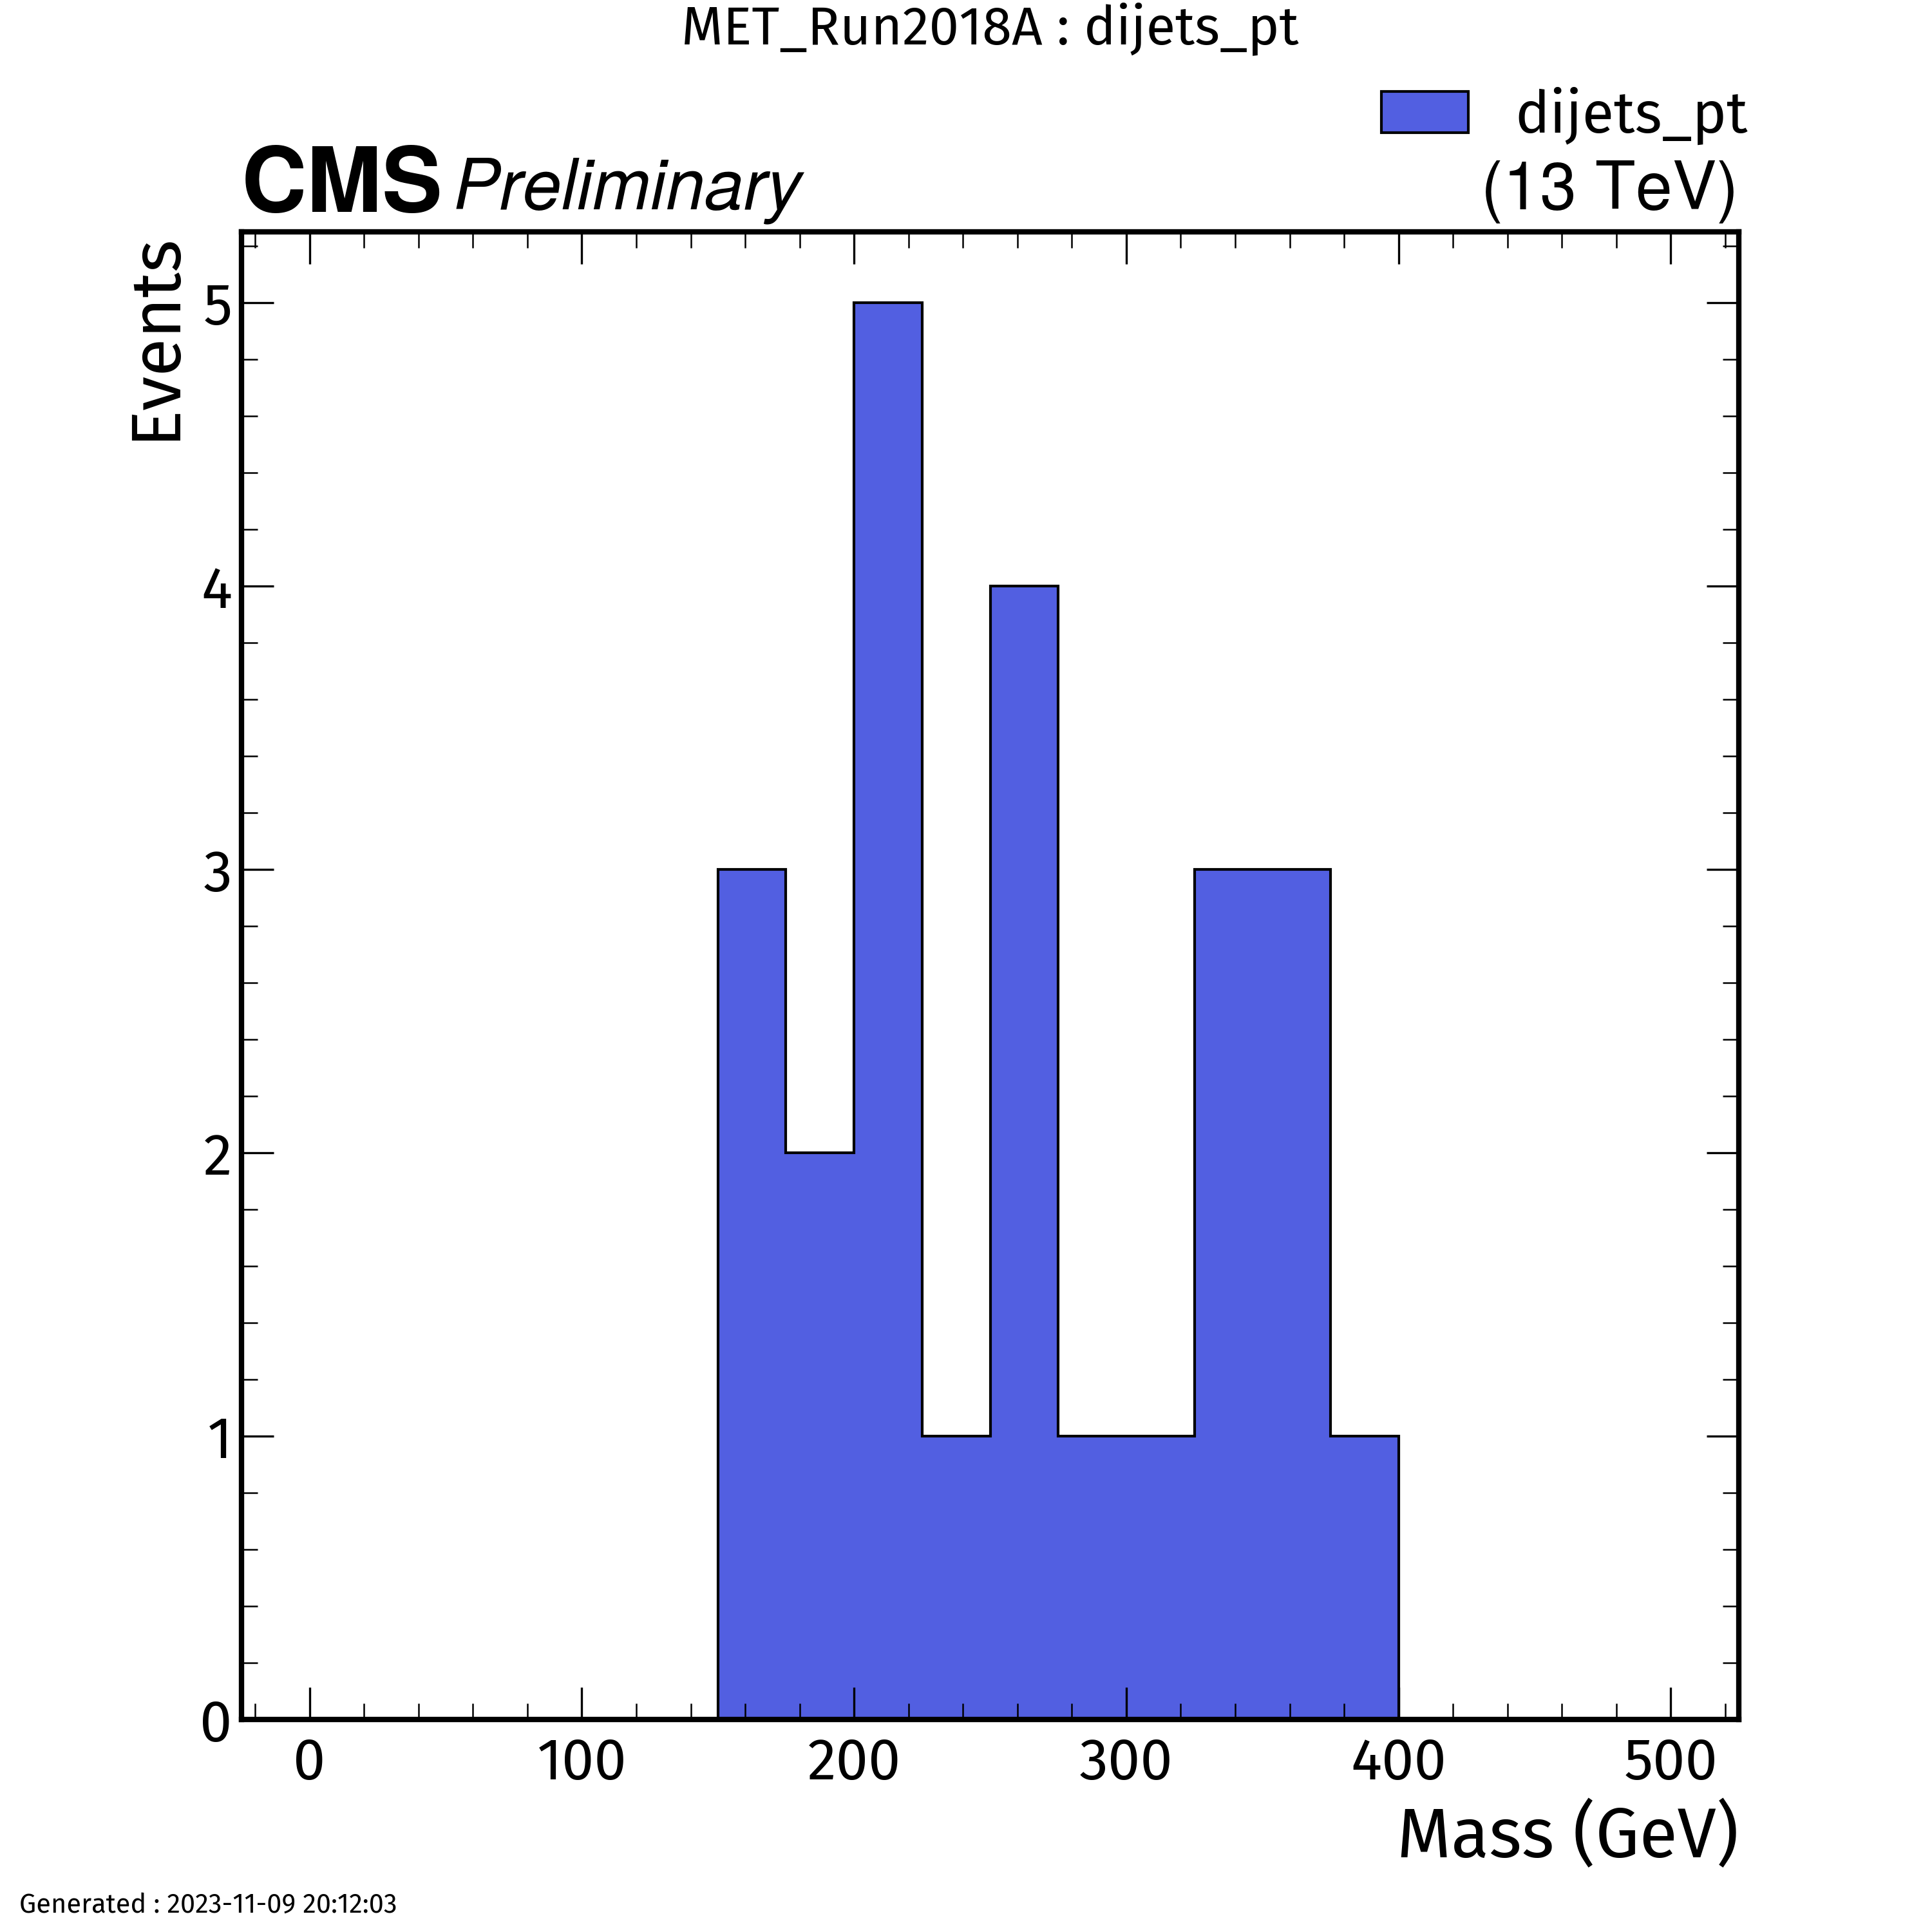 MET_Run2018A : dijets_pt
dijets_pt
CMS Preliminary (13 TeV)
Events
5
4
3
2
1
0
0 100 200 300 400 500
Mass (GeV)
Generated : 2023-11-09 20:12:03